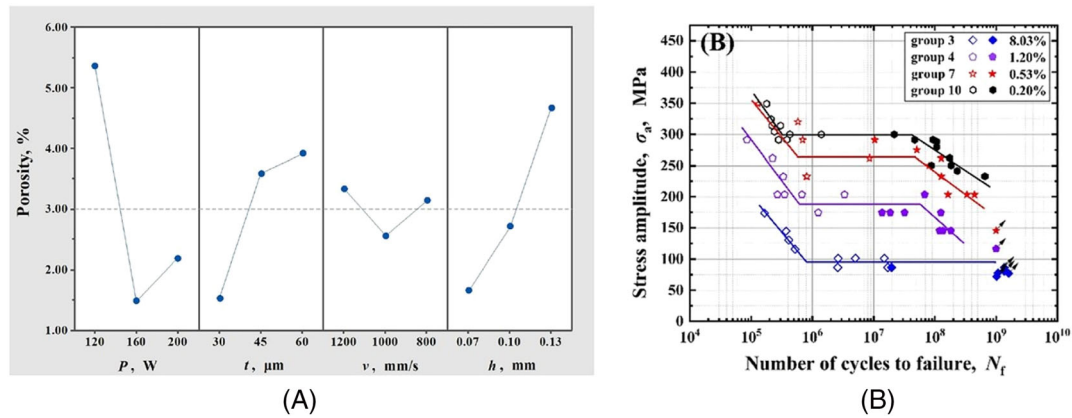 6.00
5.00
4.00
3.00
2.00
1.00
Porosity, %
120 160 200 30 45 60 1200 1000 800 0.07 0.10 0.13
P, W t, μm v, mm/s h, mm
(A)
(B)
450
400
350
300
250
200
150
100
50
0
Stress amplitude, σa, MPa
group 3 8.03%
group 4 1.20%
group 7 0.53%
group 10 0.20%
10⁴ 10⁵ 10⁶ 10⁷ 10⁸ 10⁹ 10¹⁰
Number of cycles to failure, Nf
(B)